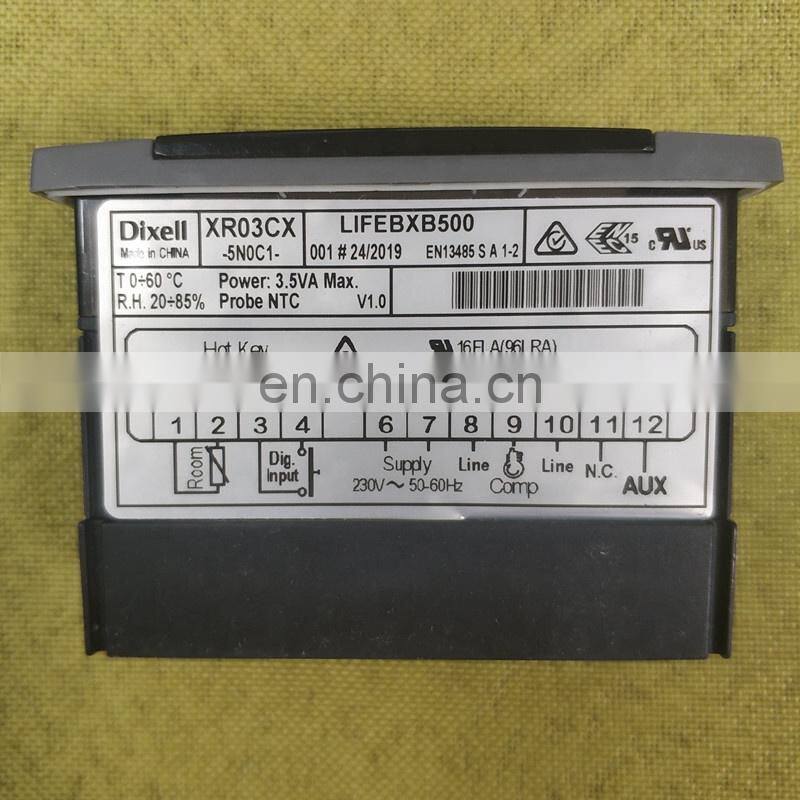 Dixell XR03CX LIFEBXB500
Made in CHINA -5N0C1- 001 # 24/2019 EN13485 S A 1-2 15 c US
T 0÷60 °C Power: 3.5VA Max.
R.H. 20÷85% Probe NTC V1.0
Hot Key 16FLA(96LRA)
en.china.cn
1 2 3 4 6 7 8 9 10 11 12
Room Dig. Input Supply Line Comp Line N.C. AUX
230V~ 50-60Hz